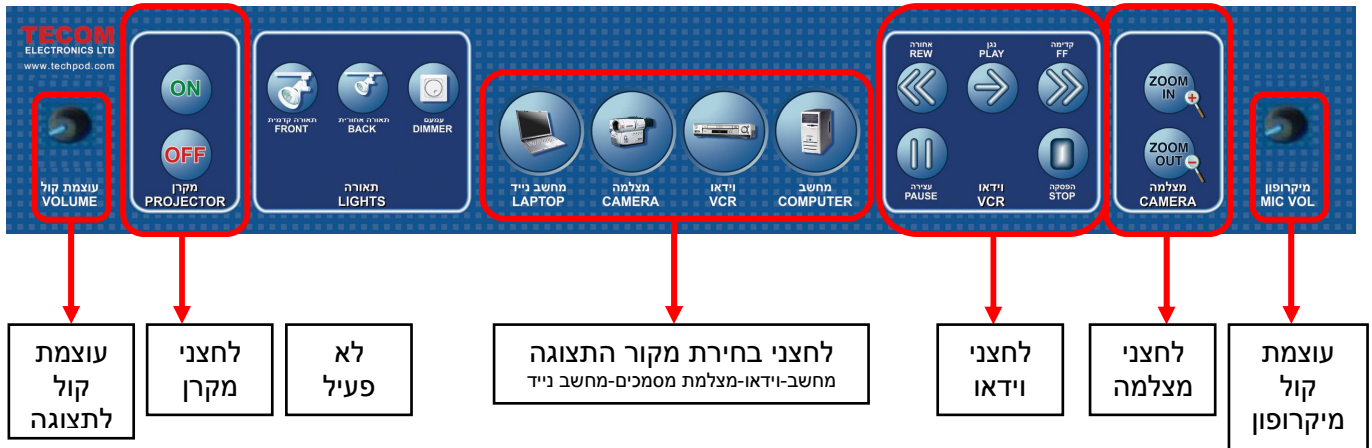 TECOM
ELECTRONICS LTD
www.techpod.com
עוצמת קול
VOLUME
ON
OFF
מקרן
PROJECTOR
תאורה קדמית
FRONT
תאורה אחורית
BACK
עמעם
DIMMER
תאורה
LIGHTS
מחשב נייד
LAPTOP
מצלמה
CAMERA
וידאו
VCR
מחשב
COMPUTER
אחורה
REW
נגן
PLAY
קדימה
FF
עצירה
PAUSE
וידאו
VCR
הפסקה
STOP
ZOOM
IN
ZOOM
OUT
מצלמה
CAMERA
מיקרופון
MIC VOL
עוצמת
קול
לתצוגה
לחצני
מקרן
לא
פעיל
לחצני בחירת מקור התצוגה
מחשב-וידאו-מצלמת מסמכים-מחשב נייד
לחצני
וידאו
לחצני
מצלמה
עוצמת
קול
מיקרופון